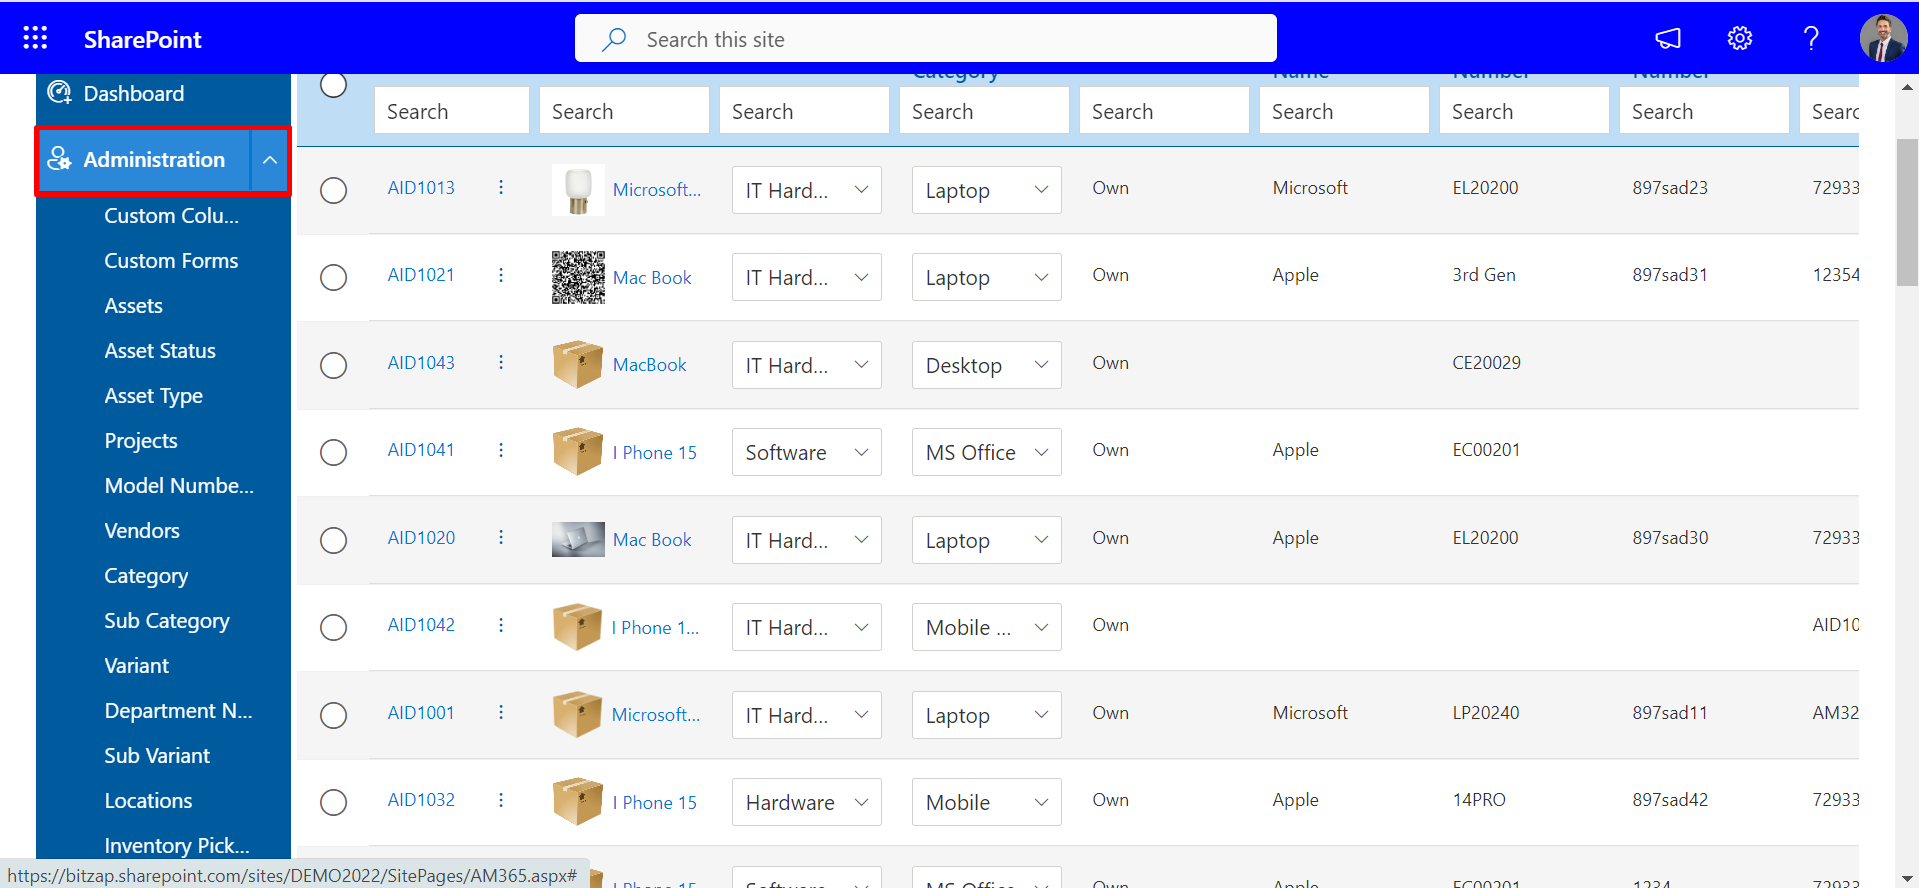 SharePoint
Search this site
Dashboard
Administration
Custom Colu...
Custom Forms
Assets
Asset Status
Asset Type
Projects
Model Numbe...
Vendors
Category
Sub Category
Variant
Department N...
Sub Variant
Locations
Inventory Pick...
Category Name Number Number
Search Search Search Search Search Search Search Search Searc
AID1013 Microsoft... IT Hard... Laptop Own Microsoft EL20200 897sad23 72933
AID1021 Mac Book IT Hard... Laptop Own Apple 3rd Gen 897sad31 12354
AID1043 MacBook IT Hard... Desktop Own CE20029
AID1041 I Phone 15 Software MS Office Own Apple EC00201
AID1020 Mac Book IT Hard... Laptop Own Apple EL20200 897sad30 72933
AID1042 I Phone 1... IT Hard... Mobile ... Own AID10
AID1001 Microsoft... IT Hard... Laptop Own Microsoft LP20240 897sad11 AM32
AID1032 I Phone 15 Hardware Mobile Own Apple 14PRO 897sad42 72933
I Phone 15 Software MS Office Own Apple EC00201 1234 72933
https://bitzap.sharepoint.com/sites/DEMO2022/SitePages/AM365.aspx#